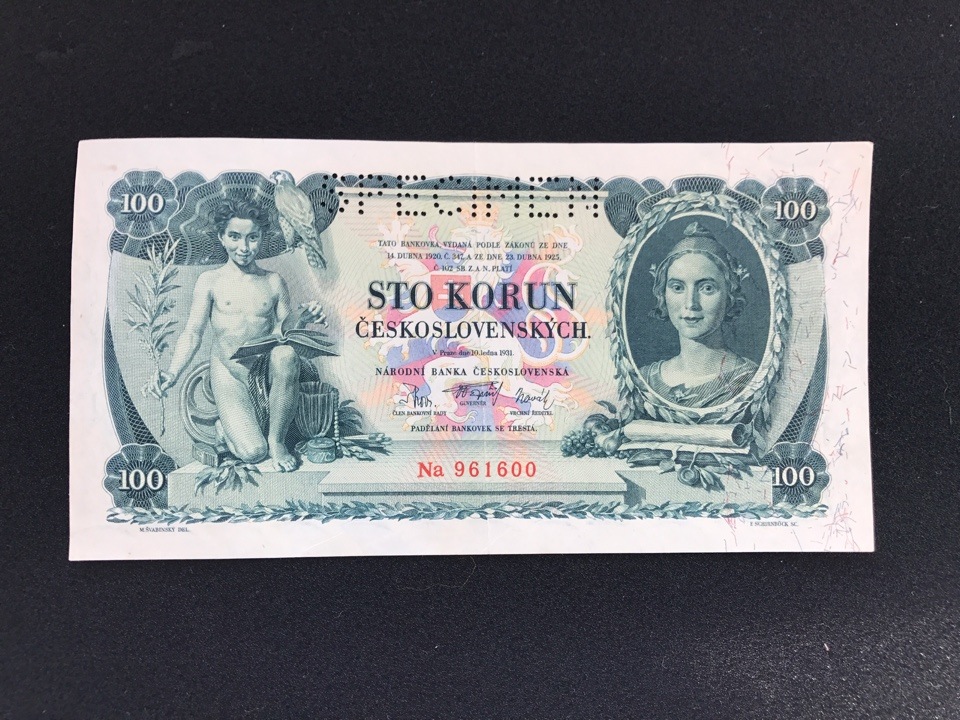 SPECIMEN
100
100
TATO BANKOVKA, VYDANÁ PODLE ZÁKONŮ ZE DNE
14. DUBNA 1920, Č. 347, A ZE DNE 23. DUBNA 1925,
Č. 102 SB. Z. A N. PLATÍ
STO KORUN
ČESKOSLOVENSKÝCH.
V Praze dne 10. ledna 1931.
NÁRODNÍ BANKA ČESKOSLOVENSKÁ
ČLEN BANKOVNÍ RADY
GUVERNÉR
VRCHNÍ ŘEDITEL
PADĚLÁNÍ BANKOVEK SE TRESTÁ.
Na 961600
100
100
M. ŠVABINSKÝ DEL.
F. SCHIRNBÖCK SC.